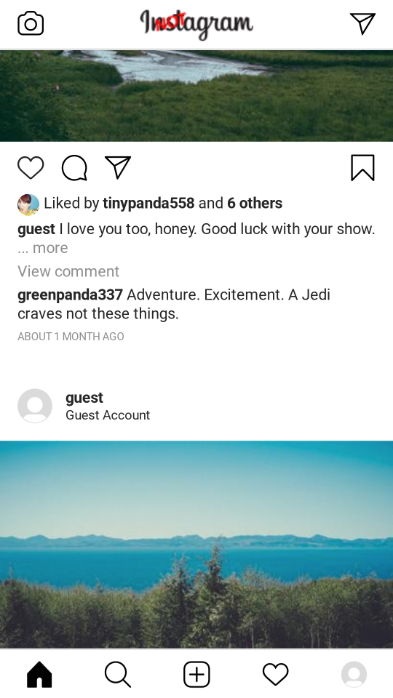 Instagram
NOT
Liked by tinypanda558 and 6 others
guest I love you too, honey. Good luck with your show.
... more
View comment
greenpanda337 Adventure. Excitement. A Jedi
craves not these things.
ABOUT 1 MONTH AGO
guest
Guest Account